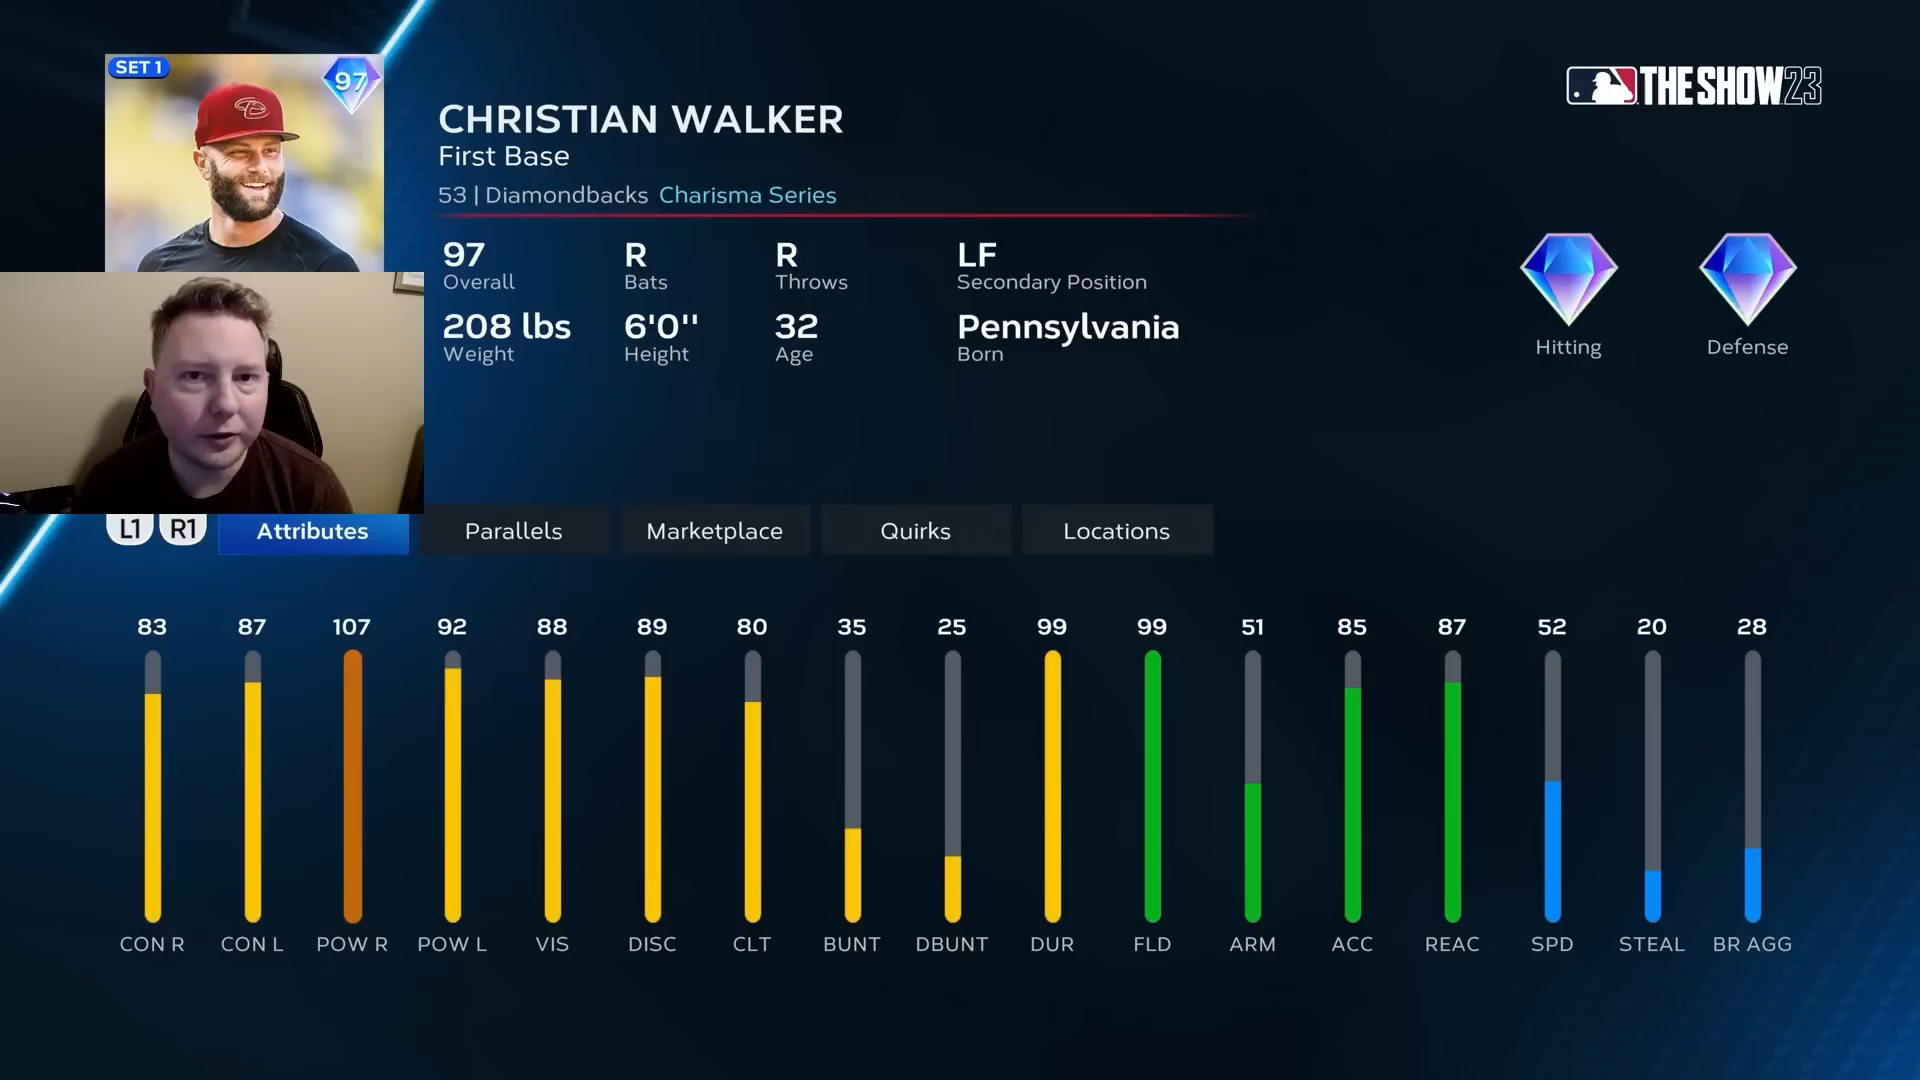 SET 1
97
CHRISTIAN WALKER
First Base
53 | Diamondbacks Charisma Series
THE SHOW 23
97 R R LF
Overall Bats Throws Secondary Position
208 lbs 6'0'' 32 Pennsylvania
Weight Height Age Born
Hitting Defense
L1 R1 Attributes Parallels Marketplace Quirks Locations
83 87 107 92 88 89 80 35 25 99 99 51 85 87 52 20 28
CON R CON L POW R POW L VIS DISC CLT BUNT DBUNT DUR FLD ARM ACC REAC SPD STEAL BR AGG